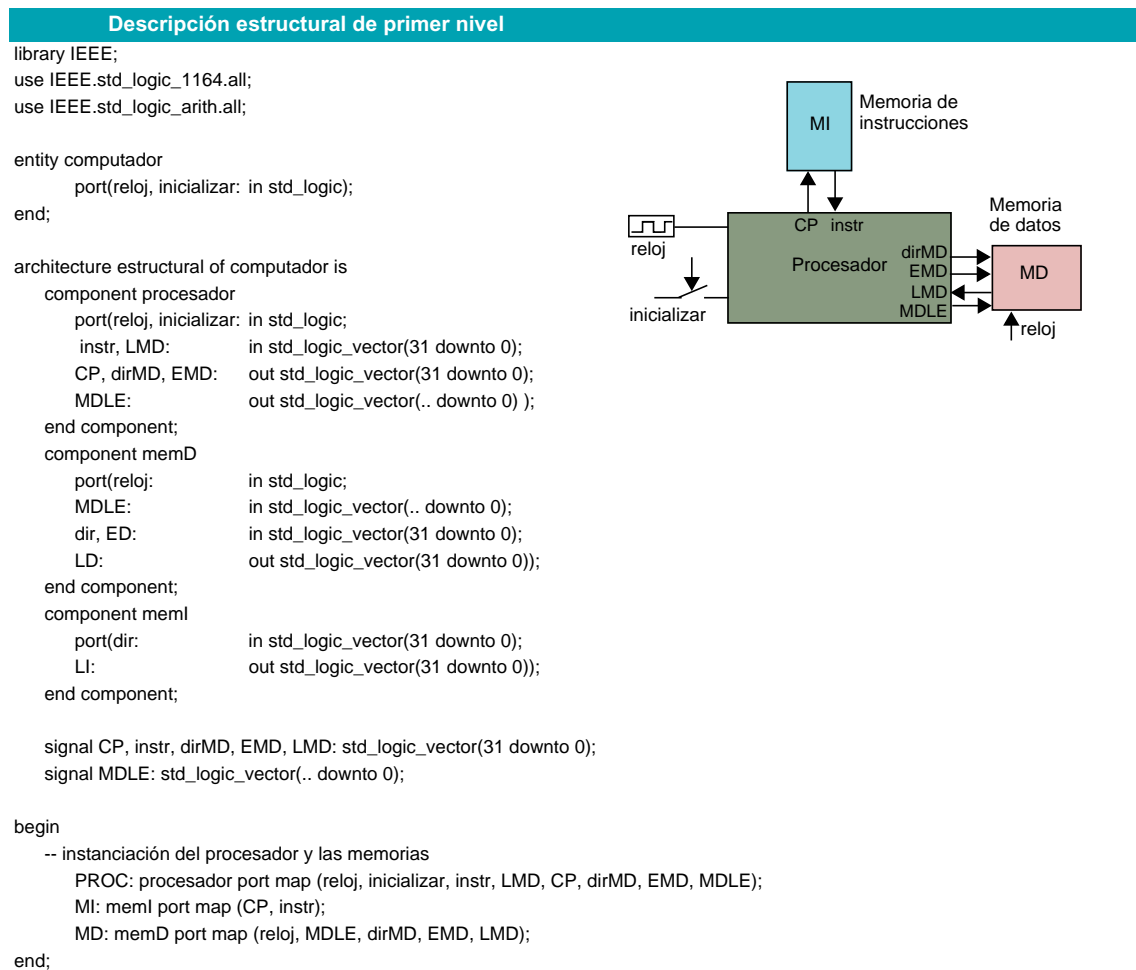 Descripción estructural de primer nivel
library IEEE;
use IEEE.std_logic_1164.all;
use IEEE.std_logic_arith.all;
entity computador
port(reloj, inicializar: in std_logic);
end;
architecture estructural of computador is
component procesador
port(reloj, inicializar: in std_logic;
instr, LMD: in std_logic_vector(31 downto 0);
CP, dirMD, EMD: out std_logic_vector(31 downto 0);
MDLE: out std_logic_vector(.. downto 0) );
end component;
component memD
port(reloj: in std_logic;
MDLE: in std_logic_vector(.. downto 0);
dir, ED: in std_logic_vector(31 downto 0);
LD: out std_logic_vector(31 downto 0));
end component;
component memI
port(dir: in std_logic_vector(31 downto 0);
LI: out std_logic_vector(31 downto 0));
end component;
signal CP, instr, dirMD, EMD, LMD: std_logic_vector(31 downto 0);
signal MDLE: std_logic_vector(.. downto 0);
begin
-- instanciación del procesador y las memorias
PROC: procesador port map (reloj, inicializar, instr, LMD, CP, dirMD, EMD, MDLE);
MI: memI port map (CP, instr);
MD: memD port map (reloj, MDLE, dirMD, EMD, LMD);
end;
MI
Memoria de
instrucciones
CP instr
reloj
Procesador
inicializar
dirMD
EMD
LMD
MDLE
Memoria
de datos
MD
reloj